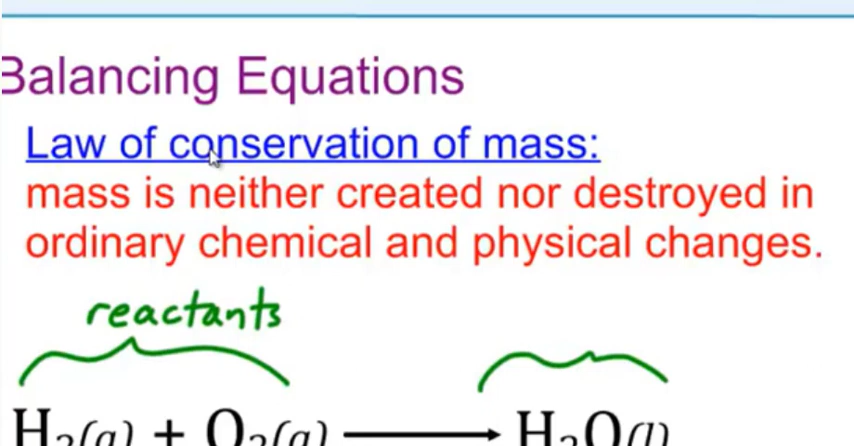 Balancing Equations
Law of conservation of mass:
mass is neither created nor destroyed in
ordinary chemical and physical changes.
reactants
H₂(g) + O₂(g) ⟶ H₂O(l)